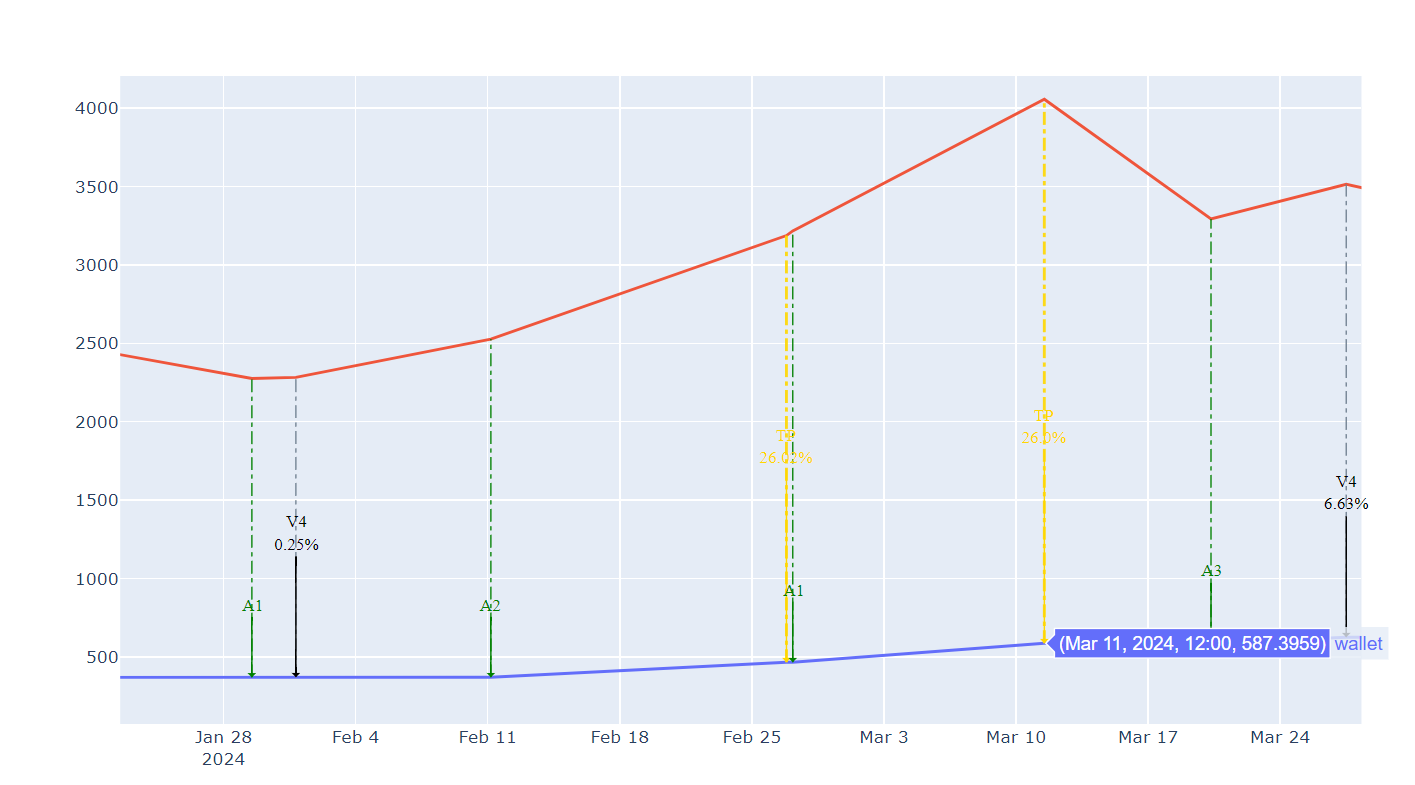 4000
3500
3000
2500
2000
1500
1000
500
TP
26.02%
TP
26.0%
V4
0.25%
V4
6.63%
A1
A2
A1
A3
(Mar 11, 2024, 12:00, 587.3959) wallet
Jan 28
2024
Feb 4
Feb 11
Feb 18
Feb 25
Mar 3
Mar 10
Mar 17
Mar 24